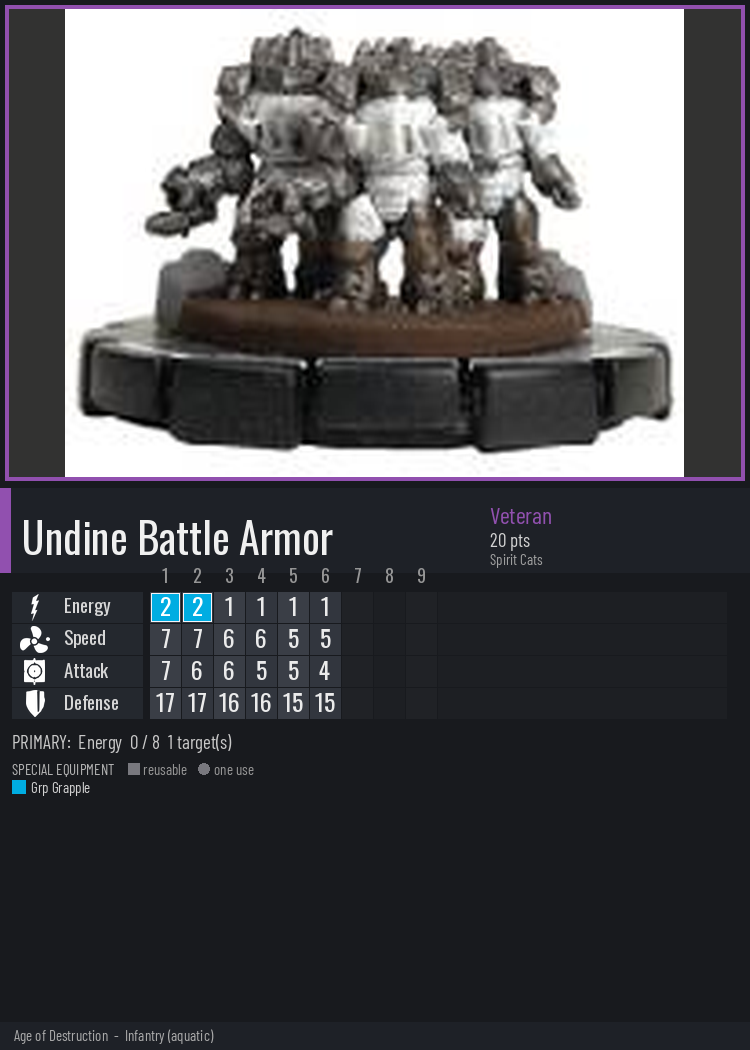 Undine Battle Armor
Veteran
20 pts
Spirit Cats
1 2 3 4 5 6 7 8 9
Energy 2 2 1 1 1 1
Speed 7 7 6 6 5 5
Attack 7 6 6 5 5 4
Defense 17 17 16 16 15 15
PRIMARY: Energy 0 / 8 1 target(s)
SPECIAL EQUIPMENT reusable one use
Grp Grapple
Age of Destruction - Infantry (aquatic)